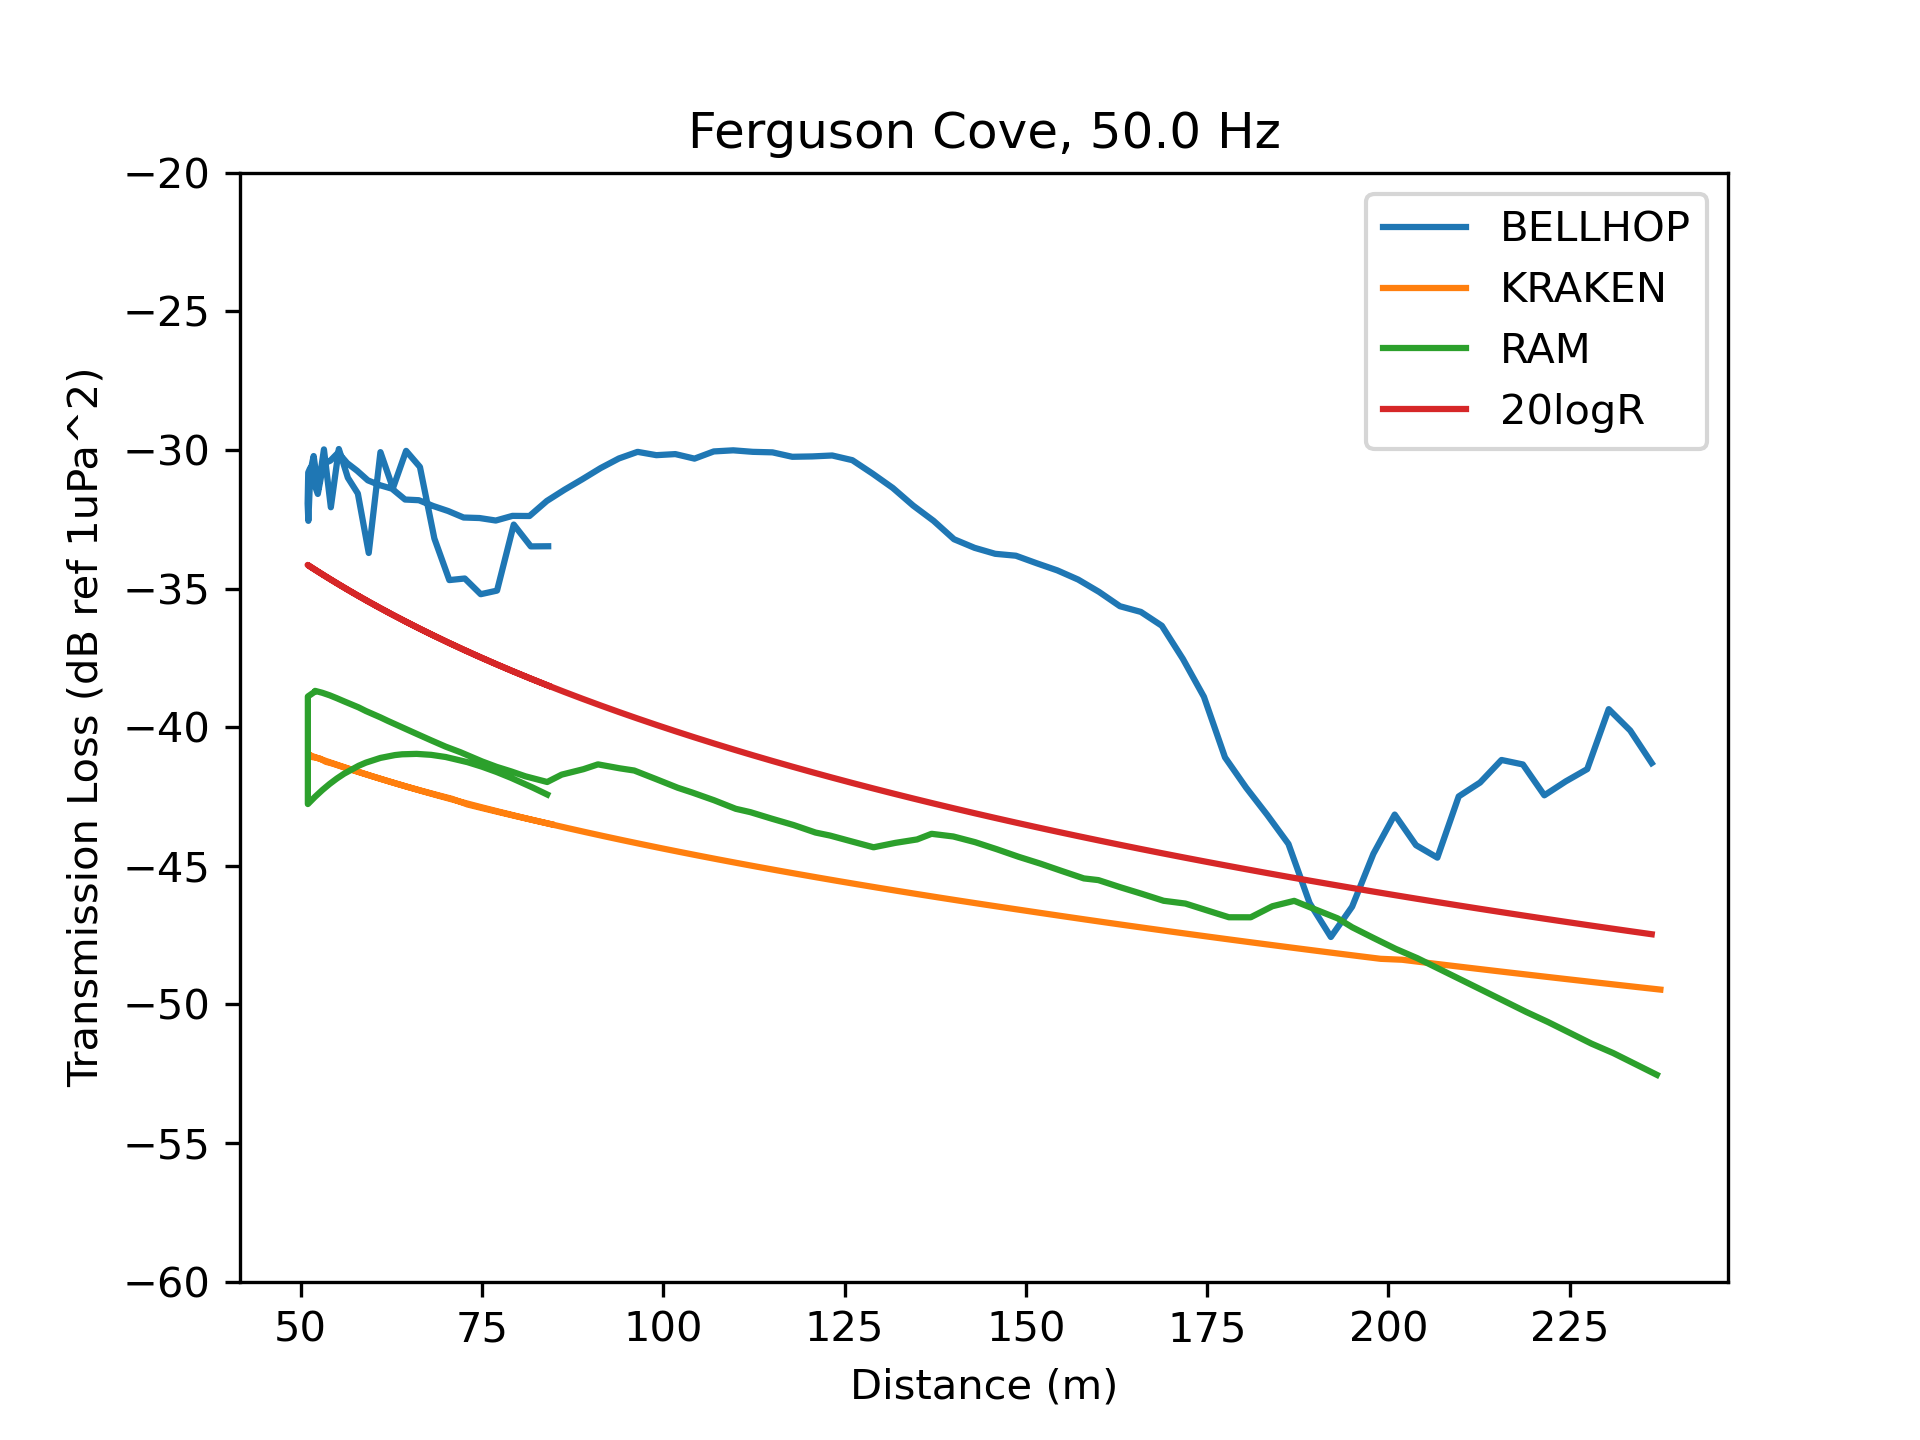 Ferguson Cove, 50.0 Hz
−20
−25
−30
−35
−40
−45
−50
−55
−60
Transmission Loss (dB ref 1uPa^2)
BELLHOP
KRAKEN
RAM
20logR
50 75 100 125 150 175 200 225
Distance (m)